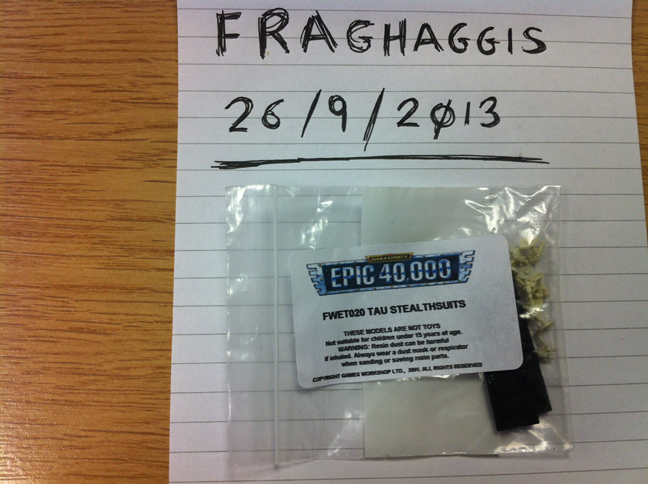 FRAGHAGGIS
26/9/2013
EPIC 40,000
FWET020 TAU STEALTHSUITS
THESE MODELS ARE NOT TOYS
Not suitable for children under 15 years of age.
WARNING: Resin dust can be harmful
if inhaled. Always wear a dust mask or respirator
when sanding or sawing resin parts.
COPYRIGHT GAMES WORKSHOP LTD., 2001. ALL RIGHTS RESERVED